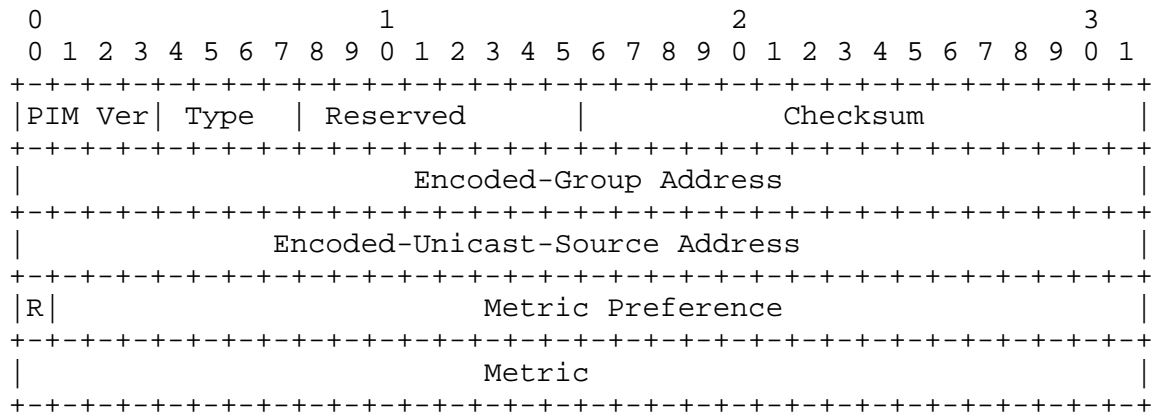 0                   1                   2                   3
 0 1 2 3 4 5 6 7 8 9 0 1 2 3 4 5 6 7 8 9 0 1 2 3 4 5 6 7 8 9 0 1
+-+-+-+-+-+-+-+-+-+-+-+-+-+-+-+-+-+-+-+-+-+-+-+-+-+-+-+-+-+-+-+-+
|PIM Ver| Type  | Reserved      |           Checksum            |
+-+-+-+-+-+-+-+-+-+-+-+-+-+-+-+-+-+-+-+-+-+-+-+-+-+-+-+-+-+-+-+-+
|                      Encoded-Group Address                    |
+-+-+-+-+-+-+-+-+-+-+-+-+-+-+-+-+-+-+-+-+-+-+-+-+-+-+-+-+-+-+-+-+
|              Encoded-Unicast-Source Address                   |
+-+-+-+-+-+-+-+-+-+-+-+-+-+-+-+-+-+-+-+-+-+-+-+-+-+-+-+-+-+-+-+-+
|R|                        Metric Preference                    |
+-+-+-+-+-+-+-+-+-+-+-+-+-+-+-+-+-+-+-+-+-+-+-+-+-+-+-+-+-+-+-+-+
|                          Metric                               |
+-+-+-+-+-+-+-+-+-+-+-+-+-+-+-+-+-+-+-+-+-+-+-+-+-+-+-+-+-+-+-+-+